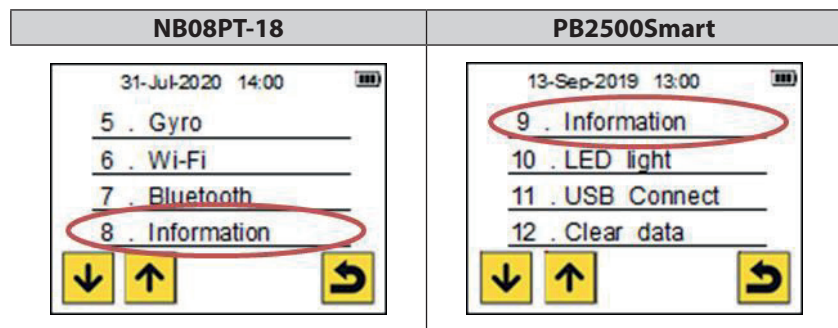 NB08PT-18 PB2500Smart
31-Jul-2020 14:00
5 . Gyro
6 . Wi-Fi
7 . Bluetooth
8 . Information
13-Sep-2019 13:00
9 . Information
10 . LED light
11 . USB Connect
12 . Clear data